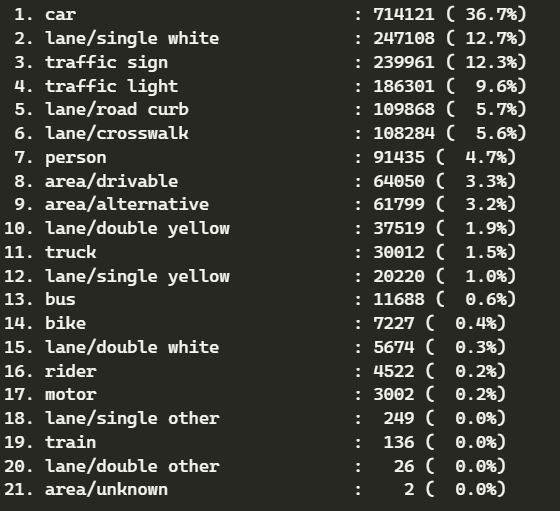 1. car : 714121 ( 36.7%)
2. lane/single white : 247108 ( 12.7%)
3. traffic sign : 239961 ( 12.3%)
4. traffic light : 186301 (  9.6%)
5. lane/road curb : 109868 (  5.7%)
6. lane/crosswalk : 108284 (  5.6%)
7. person : 91435 (  4.7%)
8. area/drivable : 64050 (  3.3%)
9. area/alternative : 61799 (  3.2%)
10. lane/double yellow : 37519 (  1.9%)
11. truck : 30012 (  1.5%)
12. lane/single yellow : 20220 (  1.0%)
13. bus : 11688 (  0.6%)
14. bike : 7227 (  0.4%)
15. lane/double white : 5674 (  0.3%)
16. rider : 4522 (  0.2%)
17. motor : 3002 (  0.2%)
18. lane/single other : 249 (  0.0%)
19. train : 136 (  0.0%)
20. lane/double other : 26 (  0.0%)
21. area/unknown : 2 (  0.0%)